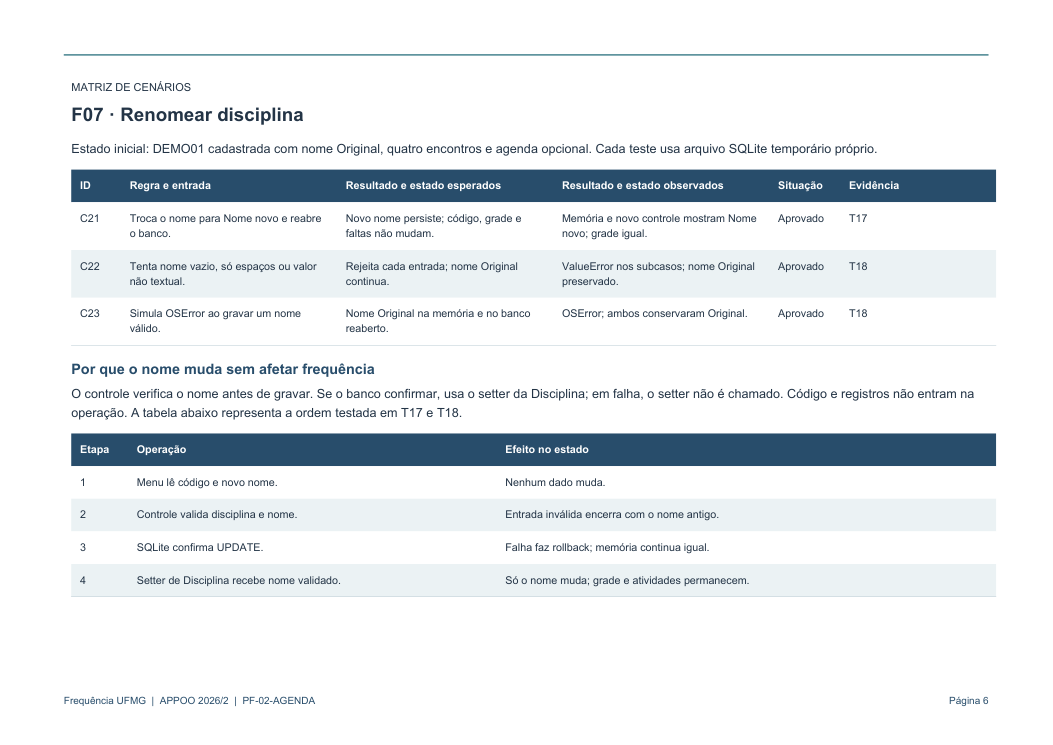 MATRIZ DE CENÁRIOS
F07 · Renomear disciplina
Estado inicial: DEMO01 cadastrada com nome Original, quatro encontros e agenda opcional. Cada teste usa arquivo SQLite temporário próprio.
ID Regra e entrada Resultado e estado esperados Resultado e estado observados Situação Evidência
C21 Troca o nome para Nome novo e reabre Novo nome persiste; código, grade e Memória e novo controle mostram Nome Aprovado T17
o banco. faltas não mudam. novo; grade igual.
C22 Tenta nome vazio, só espaços ou valor Rejeita cada entrada; nome Original ValueError nos subcasos; nome Original Aprovado T18
não textual. continua. preservado.
C23 Simula OSError ao gravar um nome Nome Original na memória e no banco OSError; ambos conservaram Original. Aprovado T18
válido. reaberto.
Por que o nome muda sem afetar frequência
O controle verifica o nome antes de gravar. Se o banco confirmar, usa o setter da Disciplina; em falha, o setter não é chamado. Código e registros não entram na
operação. A tabela abaixo representa a ordem testada em T17 e T18.
Etapa Operação Efeito no estado
1 Menu lê código e novo nome. Nenhum dado muda.
2 Controle valida disciplina e nome. Entrada inválida encerra com o nome antigo.
3 SQLite confirma UPDATE. Falha faz rollback; memória continua igual.
4 Setter de Disciplina recebe nome validado. Só o nome muda; grade e atividades permanecem.
Frequência UFMG | APPOO 2026/2 | PF-02-AGENDA Página 6